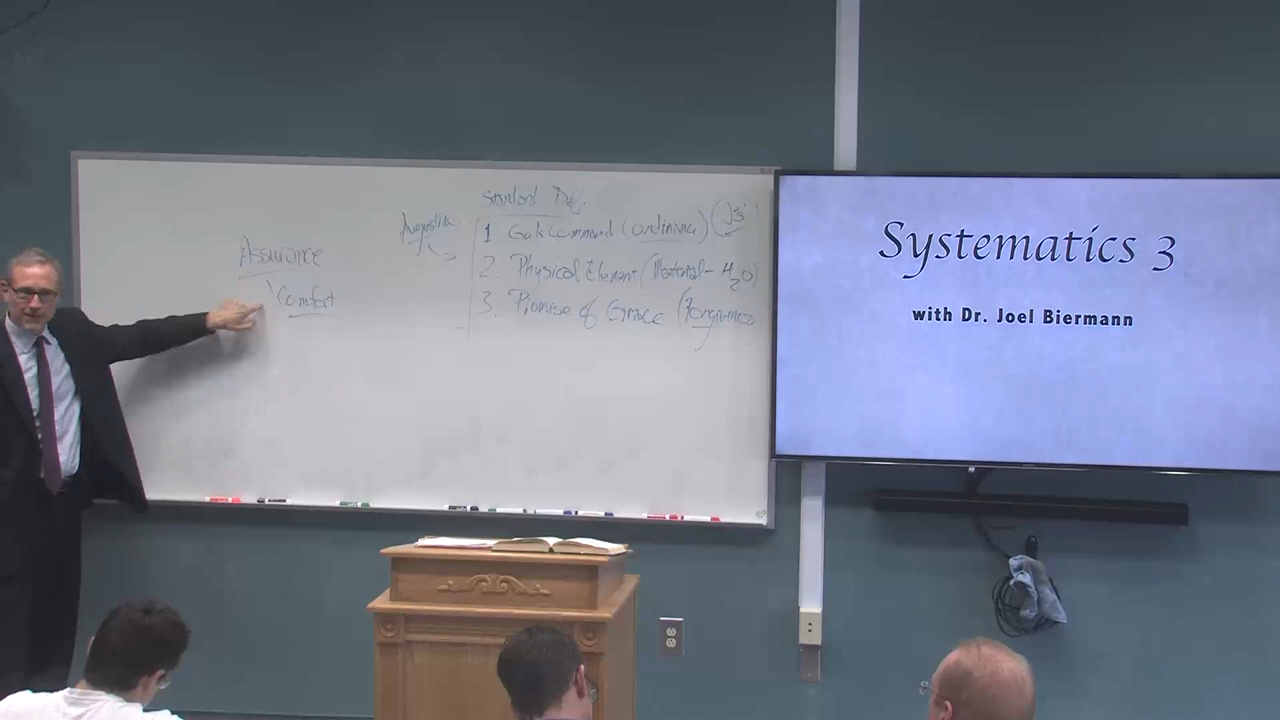 Standard Def.
Augustine
1 God's Command (ordinance)
2. Physical Element (Material - H2O)
3. Promise of Grace (Forgiveness
Assurance
Comfort
Systematics 3
with Dr. Joel Biermann